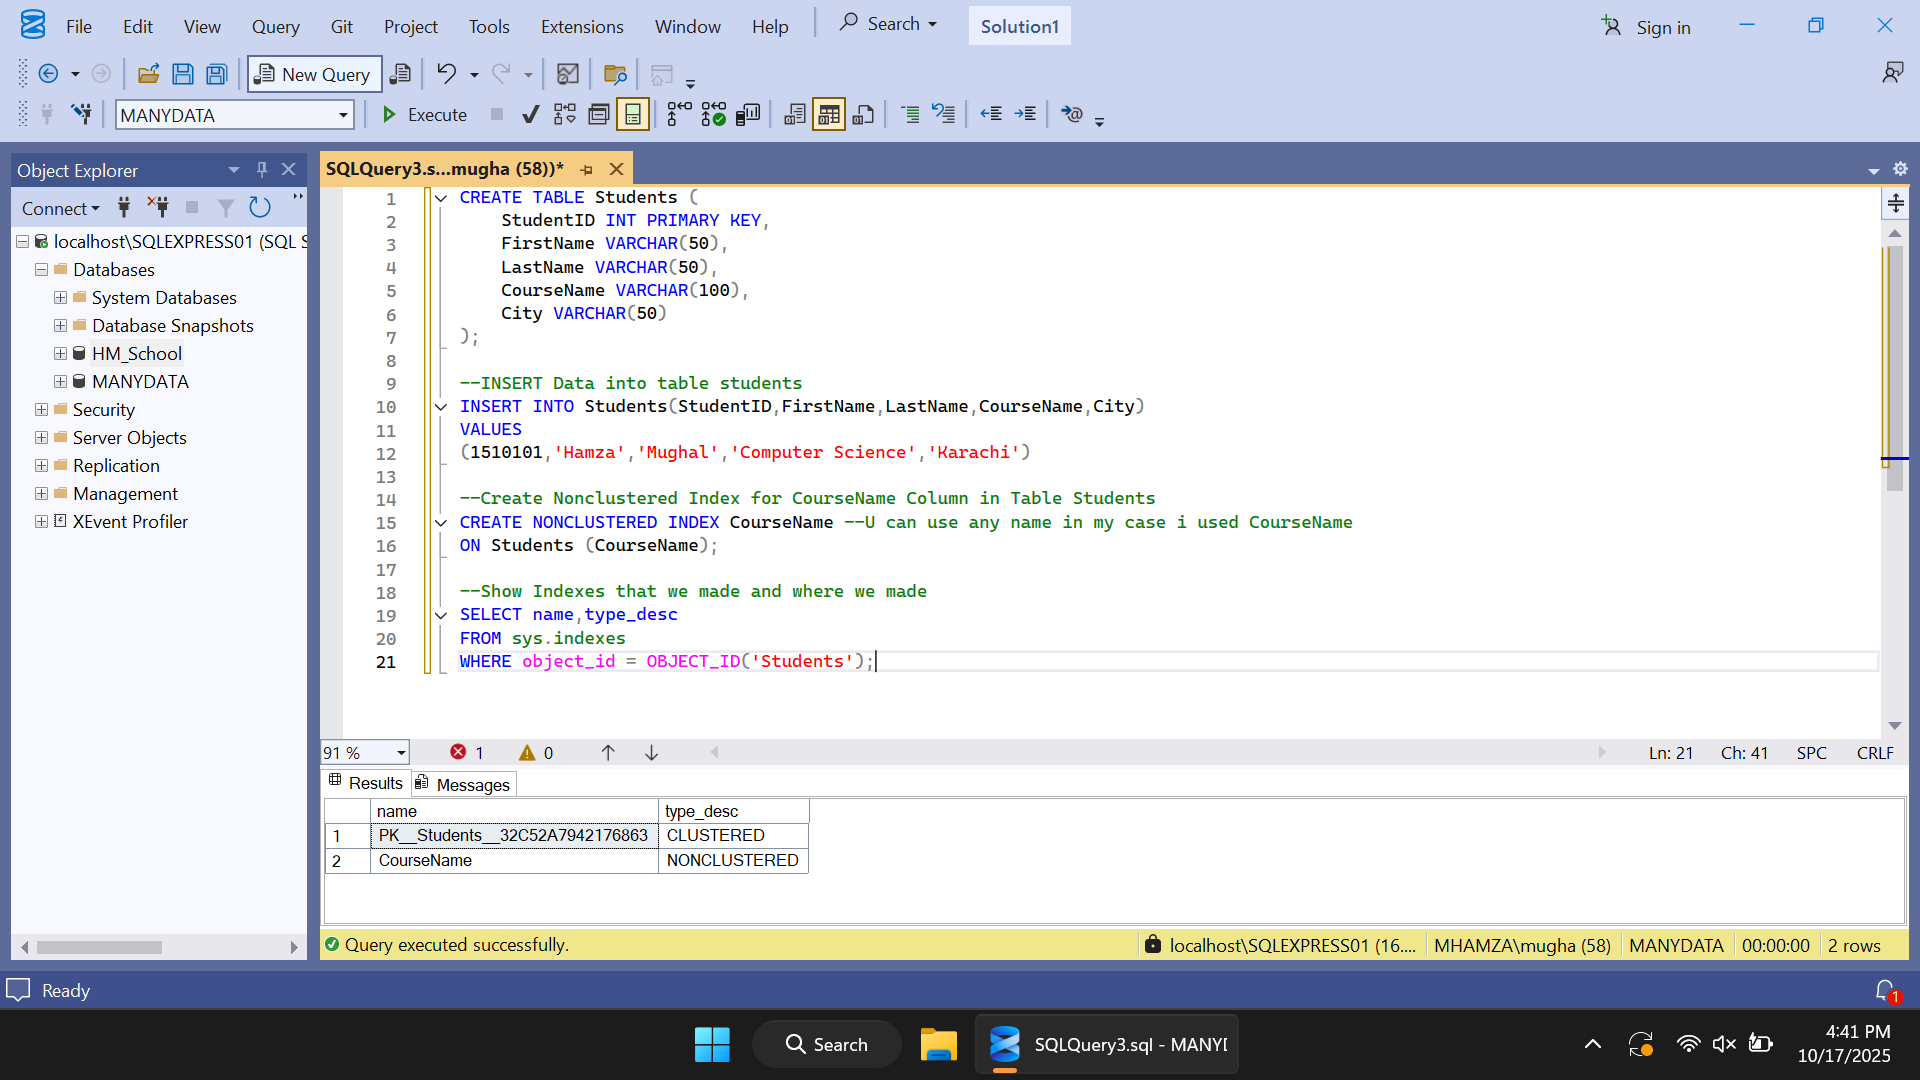 File Edit View Query Git Project Tools Extensions Window Help Search Solution1 Sign in
New Query
MANYDATA Execute
Object Explorer
Connect
localhost\SQLEXPRESS01 (SQL S
Databases
System Databases
Database Snapshots
HM_School
MANYDATA
Security
Server Objects
Replication
Management
XEvent Profiler
SQLQuery3.s...mugha (58))*
1 CREATE TABLE Students (
2 StudentID INT PRIMARY KEY,
3 FirstName VARCHAR(50),
4 LastName VARCHAR(50),
5 CourseName VARCHAR(100),
6 City VARCHAR(50)
7 );
8
9 --INSERT Data into table students
10 INSERT INTO Students(StudentID,FirstName,LastName,CourseName,City)
11 VALUES
12 (1510101,'Hamza','Mughal','Computer Science','Karachi')
13
14 --Create Nonclustered Index for CourseName Column in Table Students
15 CREATE NONCLUSTERED INDEX CourseName --U can use any name in my case i used CourseName
16 ON Students (CourseName);
17
18 --Show Indexes that we made and where we made
19 SELECT name,type_desc
20 FROM sys.indexes
21 WHERE object_id = OBJECT_ID('Students');
91 % 1 0 Ln: 21 Ch: 41 SPC CRLF
Results Messages
name type_desc
1 PK__Students__32C52A7942176863 CLUSTERED
2 CourseName NONCLUSTERED
Query executed successfully. localhost\SQLEXPRESS01 (16.... MHAMZA\mugha (58) MANYDATA 00:00:00 2 rows
Ready 1
Search SQLQuery3.sql - MANYD 4:41 PM
10/17/2025